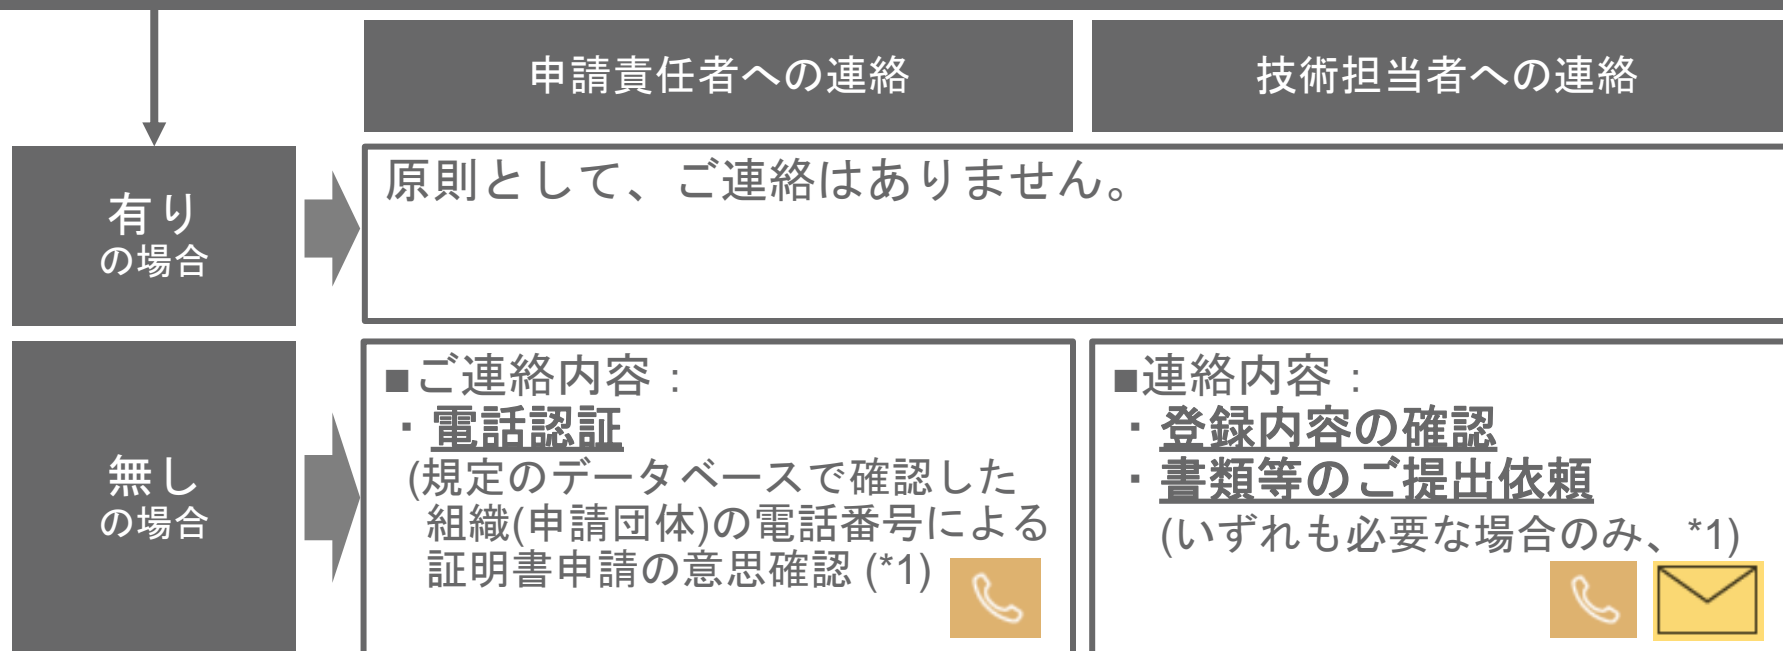 申請責任者への連絡
技術担当者への連絡
有り
の場合
原則として、ご連絡はありません。
無し
の場合
■ご連絡内容：
・電話認証
(規定のデータベースで確認した
組織(申請団体)の電話番号による
証明書申請の意思確認 (*1)
■連絡内容：
・登録内容の確認
・書類等のご提出依頼
(いずれも必要な場合のみ、*1)